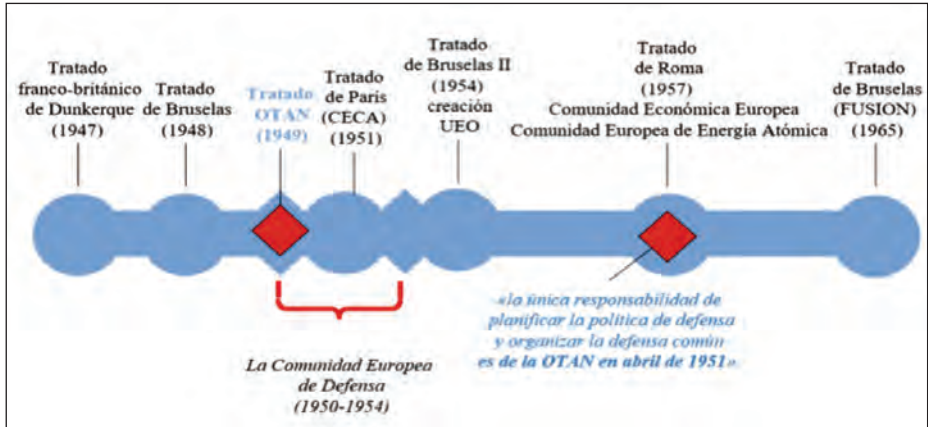 Tratado
franco-británico
de Dunkerque
(1947)
Tratado
de Bruselas
(1948)
Tratado
OTAN
(1949)
Tratado
de París
(CECA)
(1951)
Tratado
de Bruselas II
(1954)
creación
UEO
Tratado
de Roma
(1957)
Comunidad Económica Europea
Comunidad Europea de Energía Atómica
Tratado
de Bruselas
(FUSION)
(1965)
La Comunidad Europea
de Defensa
(1950-1954)
«la única responsabilidad de
planificar la política de defensa
y organizar la defensa común
es de la OTAN en abril de 1951»